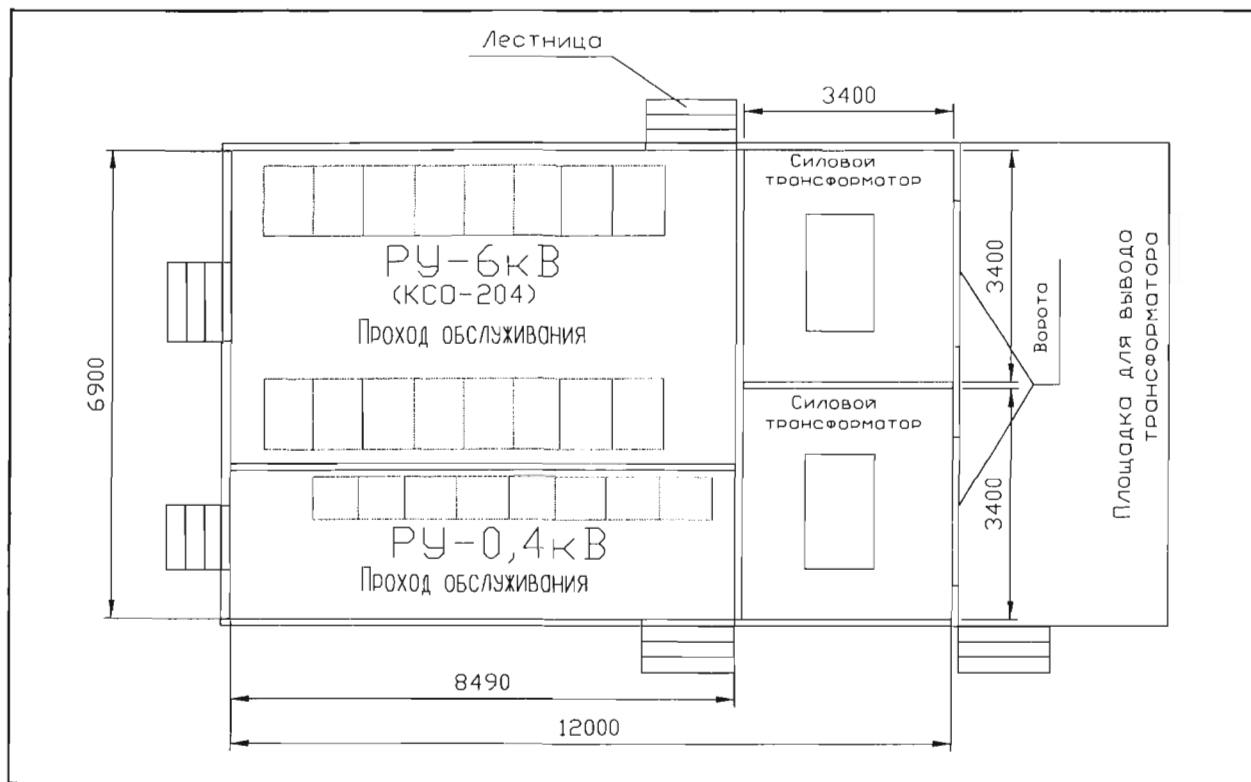 Лестница
3400
Силовой
трансформатор
РУ-6кВ
(КСО-204)
Проход обслуживания
6900
3400
Ворота
Площадка для вывода
трансформатора
Силовой
трансформатор
3400
РУ-0,4кВ
Проход обслуживания
8490
12000